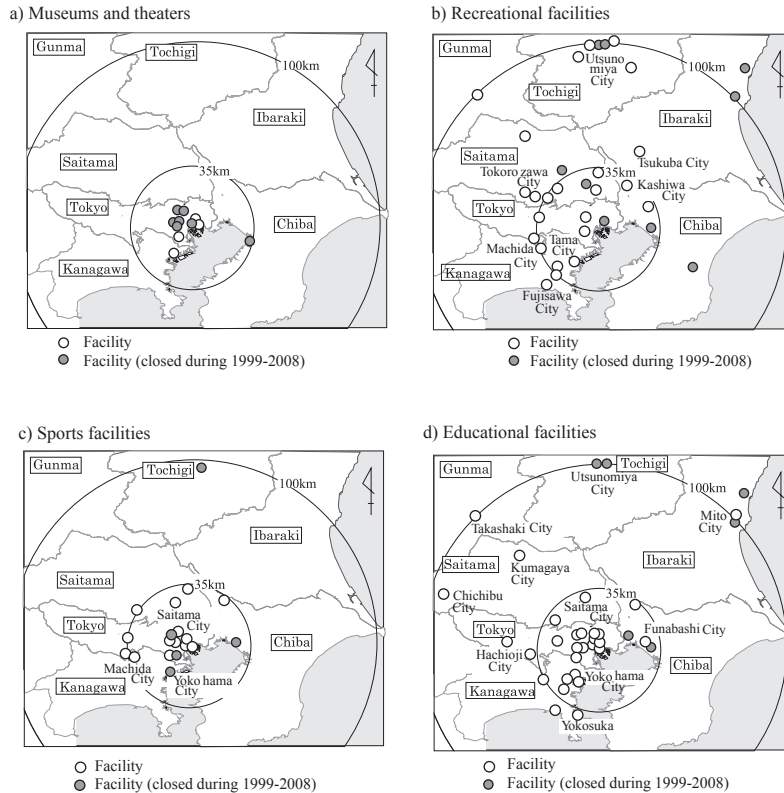 a) Museums and theaters
Gunma
Tochigi
100km
Ibaraki
Saitama
35km
Tokyo
Chiba
Kanagawa
Facility
Facility (closed during 1999-2008)
b) Recreational facilities
Gunma
Utsuno
miya
City
100km
Tochigi
Ibaraki
Saitama
Tsukuba City
Tokoro zawa
City
35km
Kashiwa
City
Tokyo
Chiba
Tama
City
Machida
City
Kanagawa
Fujisawa
City
Facility
Facility (closed during 1999-2008)
c) Sports facilities
Gunma
Tochigi
100km
Ibaraki
Saitama
35km
Saitama
City
Tokyo
Chiba
Machida
City
Kanagawa
Yoko hama
City
Facility
Facility (closed during 1999-2008)
d) Educational facilities
Gunma
Tochigi
Utsunomiya
City
100km
Mito
City
Takashaki City
Ibaraki
Saitama
Kumagaya
City
Chichibu
City
35km
Saitama City
Tokyo
Funabashi City
Hachioji City
Chiba
Kanagawa
Yoko hama
City
Yokosuka
Facility
Facility (closed during 1999-2008)